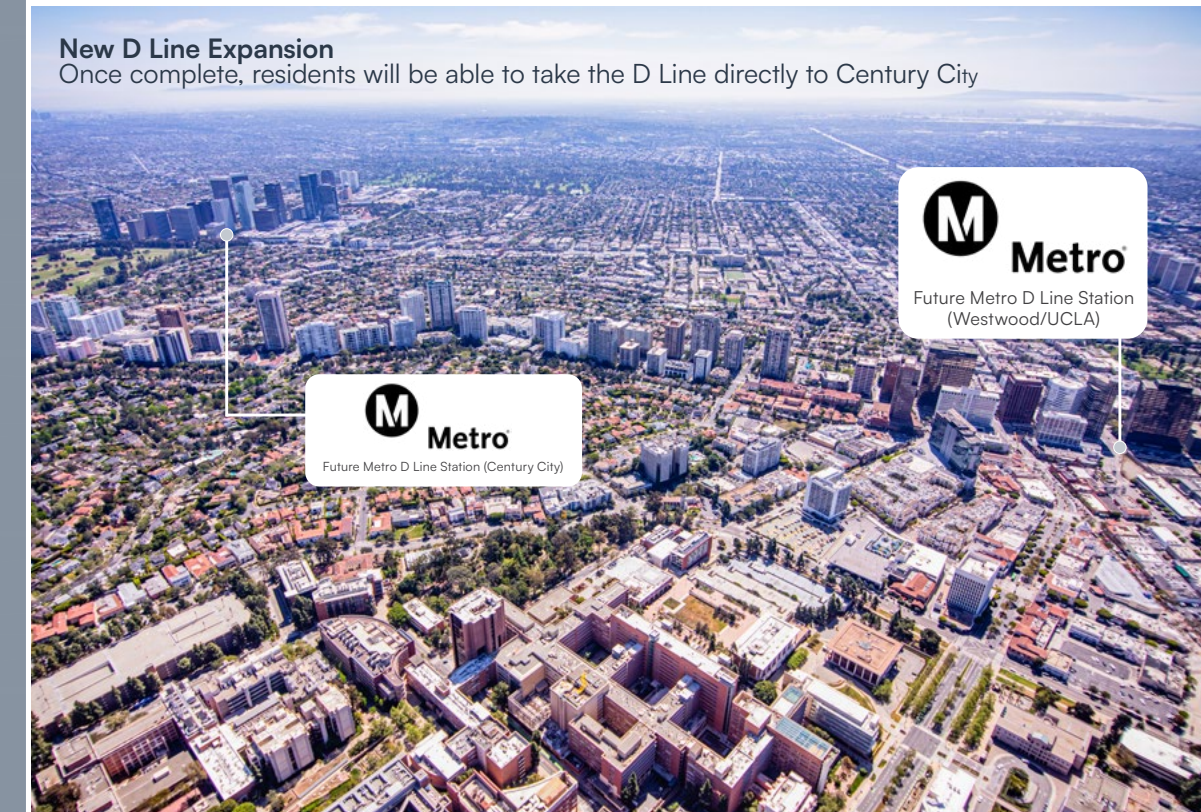 New D Line Expansion
Once complete, residents will be able to take the D Line directly to Century City
M
Metro
Future Metro D Line Station
(Westwood/UCLA)
M
Metro
Future Metro D Line Station (Century City)